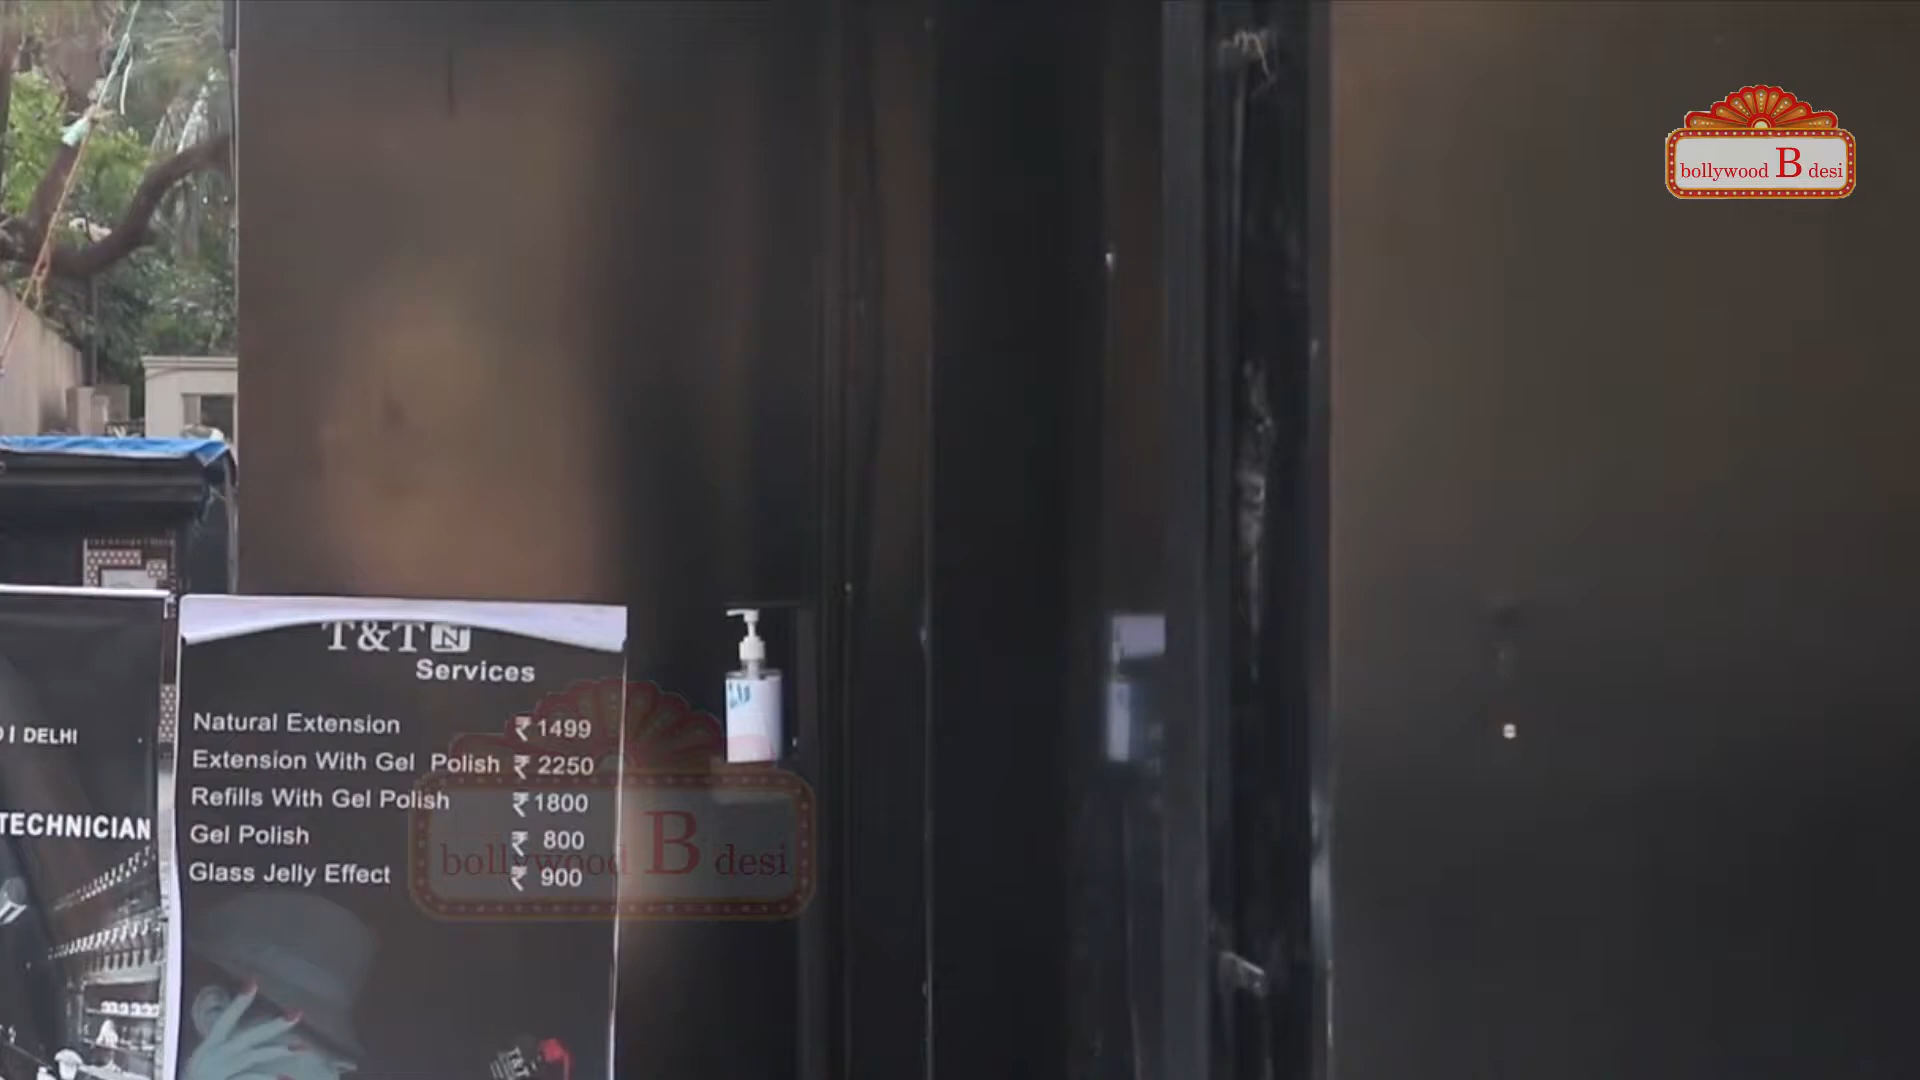 bollywood B desi
T&T N
Services
Natural Extension ₹ 1499
Extension With Gel Polish ₹ 2250
Refills With Gel Polish ₹ 1800
Gel Polish ₹ 800
Glass Jelly Effect ₹ 900
DELHI
TECHNICIAN
bollywood B desi
T&T